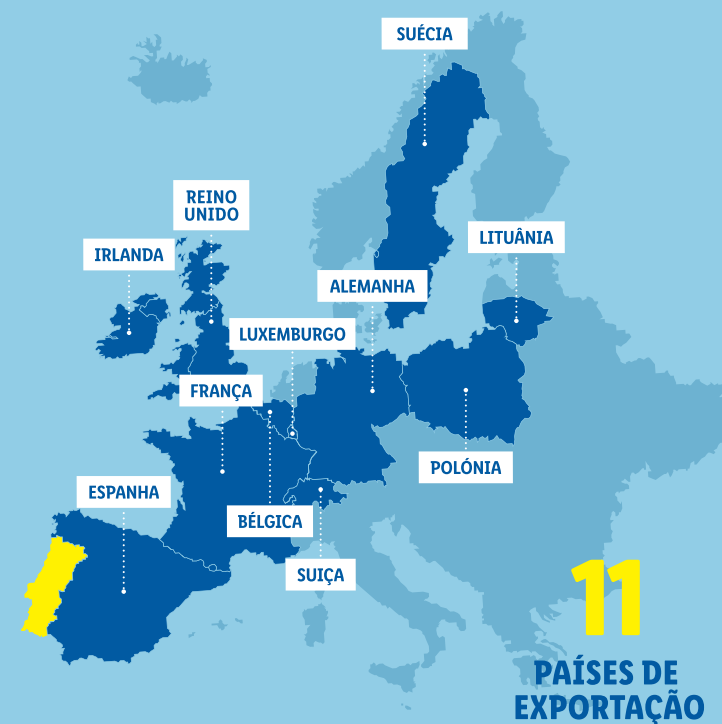 SUÉCIA
REINO
UNIDO
LITUÂNIA
IRLANDA
ALEMANHA
LUXEMBURGO
FRANÇA
POLÓNIA
ESPANHA
BÉLGICA
SUIÇA
11
PAÍSES DE
EXPORTAÇÃO